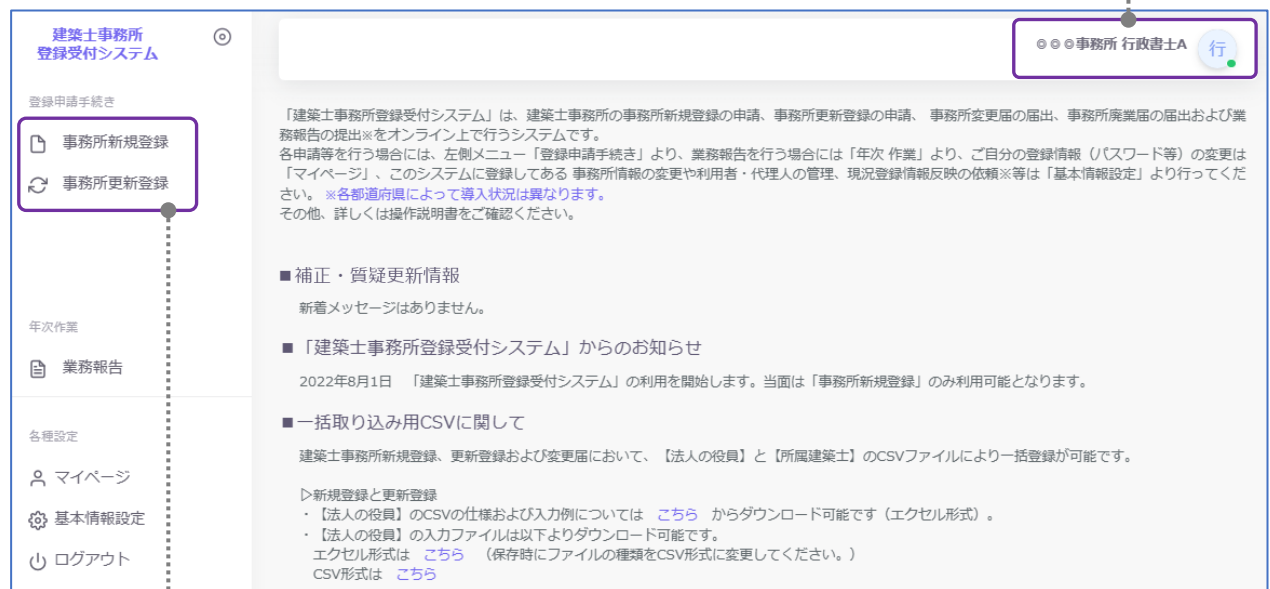 建築士事務所
登録受付システム
◎◎◎事務所 行政書士A
行
登録申請手続き
事務所新規登録
事務所更新登録
年次作業
業務報告
各種設定
マイページ
基本情報設定
ログアウト
「建築士事務所登録受付システム」は、建築士事務所の事務所新規登録の申請、事務所更新登録の申請、 事務所変更届の届出、事務所廃業届の届出および業
務報告の提出※をオンライン上で行うシステムです。
各申請等を行う場合には、左側メニュー「登録申請手続き」より、業務報告を行う場合には「年次 作業」より、ご自分の登録情報（パスワード等）の変更は
「マイページ」、このシステムに登録してある 事務所情報の変更や利用者・代理人の管理、現況登録情報反映の依頼※等は「基本情報設定」より行ってくだ
さい。 ※各都道府県によって導入状況は異なります。
その他、詳しくは操作説明書をご確認ください。
■補正・質疑更新情報
新着メッセージはありません。
■「建築士事務所登録受付システム」からのお知らせ
2022年8月1日 「建築士事務所登録受付システム」の利用を開始します。当面は「事務所新規登録」のみ利用可能となります。
■一括取り込み用CSVに関して
建築士事務所新規登録、更新登録および変更届において、【法人の役員】と【所属建築士】のCSVファイルにより一括登録が可能です。
▷新規登録と更新登録
・【法人の役員】のCSVの仕様および入力例については こちら からダウンロード可能です（エクセル形式）。
・【法人の役員】の入力ファイルは以下よりダウンロード可能です。
エクセル形式は こちら （保存時にファイルの種類をCSV形式に変更してください。）
CSV形式は こちら